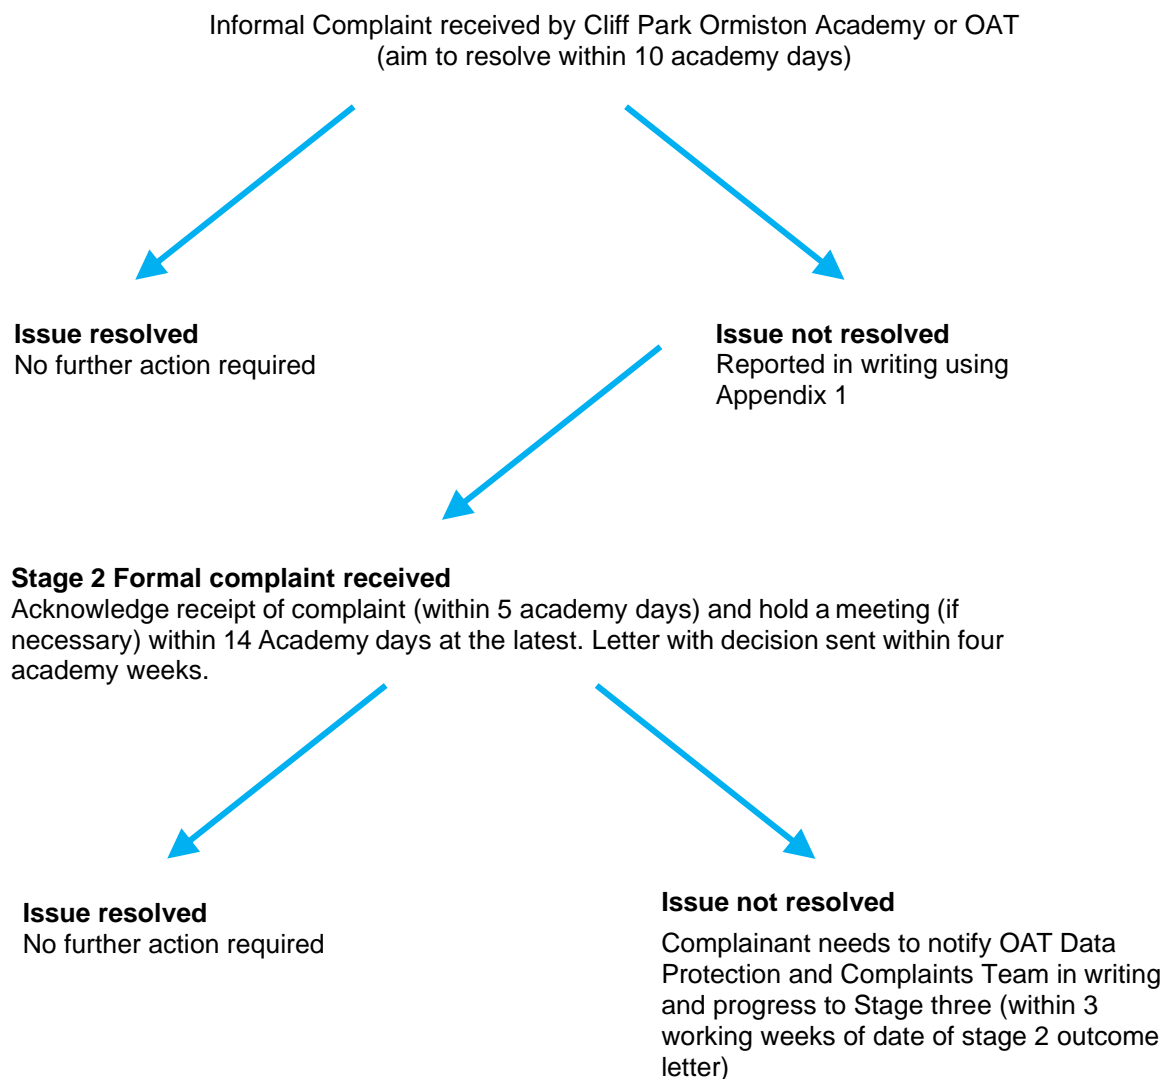 Informal Complaint received by Cliff Park Ormiston Academy or OAT
(aim to resolve within 10 academy days)
Issue resolved
No further action required
Issue not resolved
Reported in writing using
Appendix 1
Stage 2 Formal complaint received
Acknowledge receipt of complaint (within 5 academy days) and hold a meeting (if
necessary) within 14 Academy days at the latest. Letter with decision sent within four
academy weeks.
Issue resolved
No further action required
Issue not resolved
Complainant needs to notify OAT Data
Protection and Complaints Team in writing
and progress to Stage three (within 3
working weeks of date of stage 2 outcome
letter)